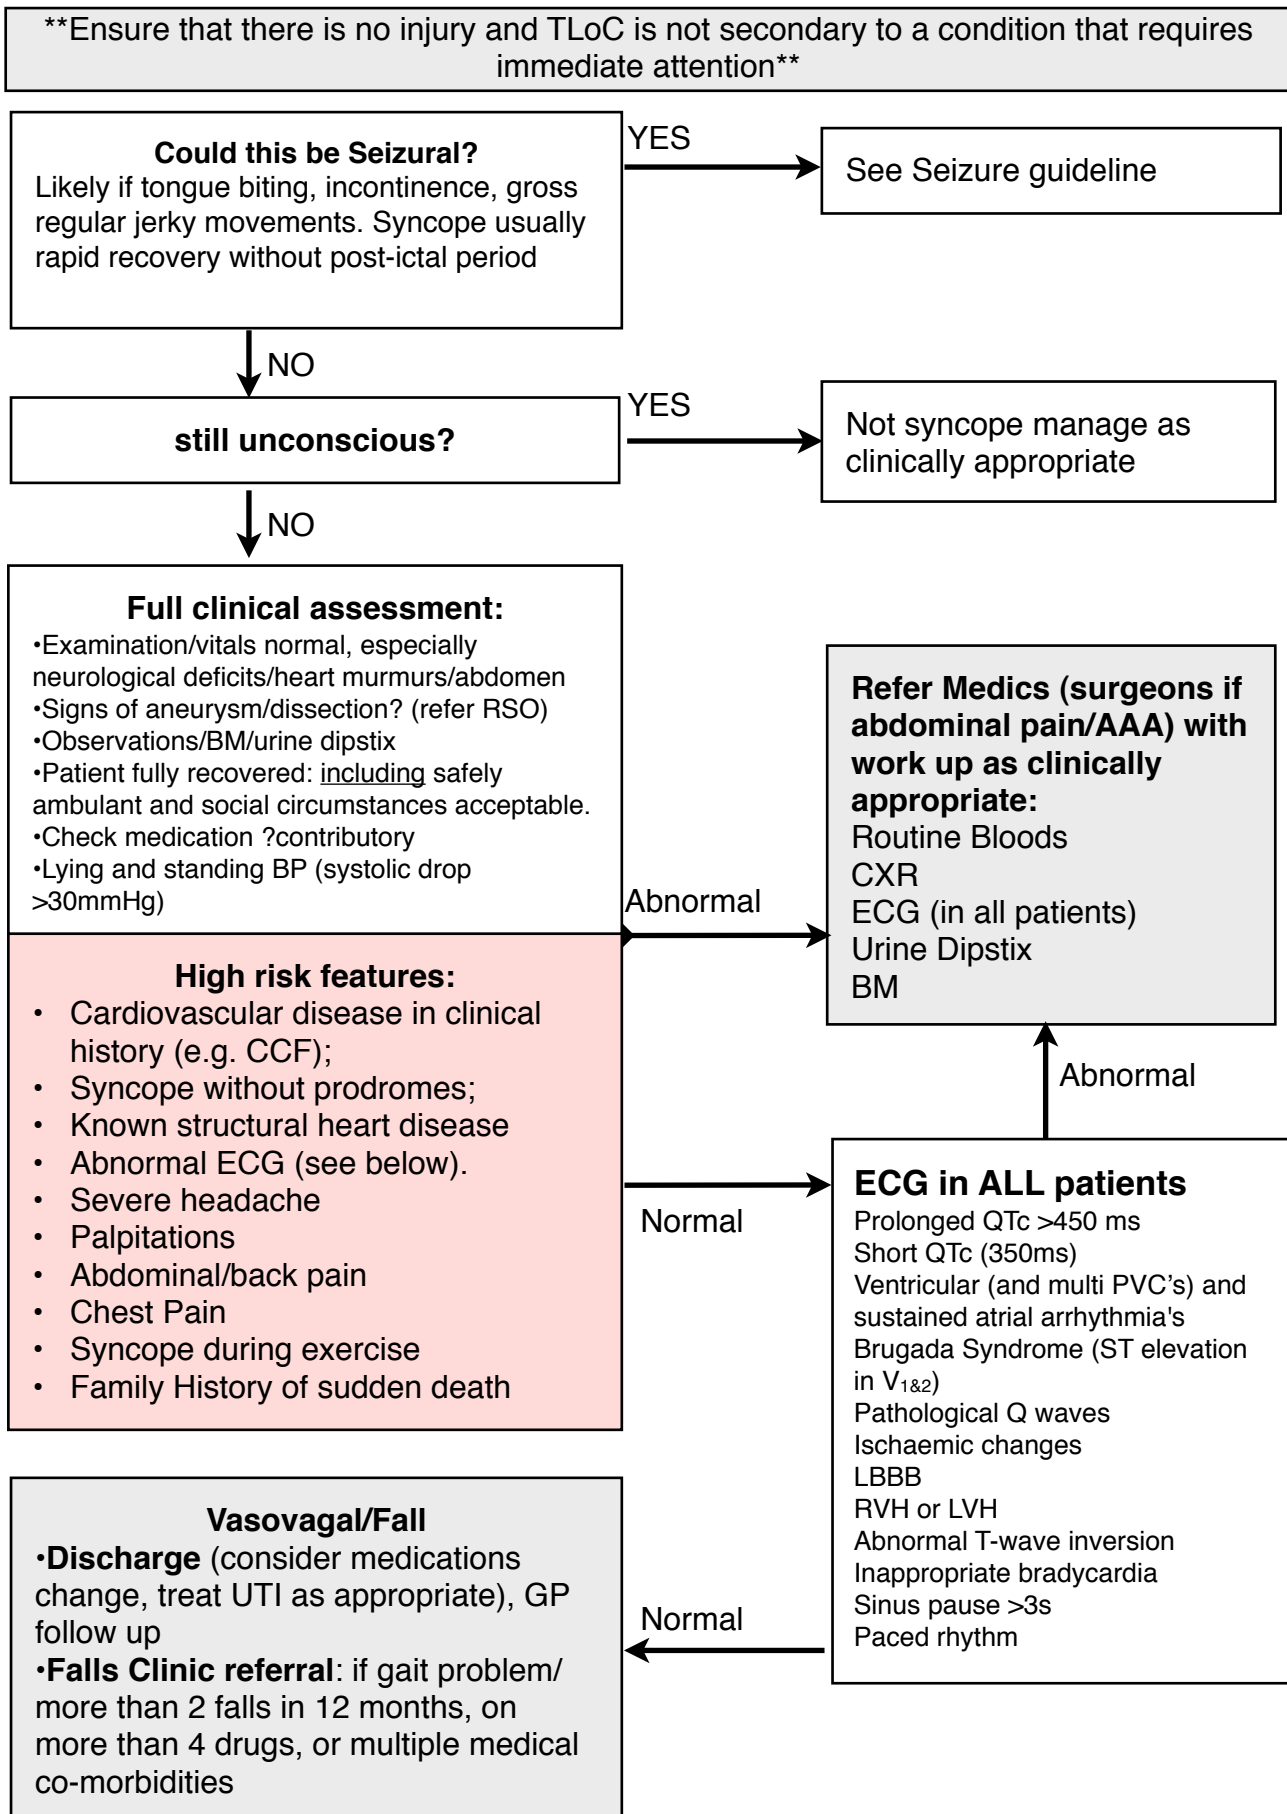 **Ensure that there is no injury and TLoC is not secondary to a condition that requires
immediate attention**
Could this be Seizural?
Likely if tongue biting, incontinence, gross
regular jerky movements. Syncope usually
rapid recovery without post-ictal period
YES
See Seizure guideline
NO
still unconscious?
YES
Not syncope manage as
clinically appropriate
NO
Full clinical assessment:
•Examination/vitals normal, especially
neurological deficits/heart murmurs/abdomen
•Signs of aneurysm/dissection? (refer RSO)
•Observations/BM/urine dipstix
•Patient fully recovered: including safely
ambulant and social circumstances acceptable.
•Check medication ?contributory
•Lying and standing BP (systolic drop
>30mmHg)
Abnormal
Refer Medics (surgeons if
abdominal pain/AAA) with
work up as clinically
appropriate:
Routine Bloods
CXR
ECG (in all patients)
Urine Dipstix
BM
High risk features:
• Cardiovascular disease in clinical
history (e.g. CCF);
• Syncope without prodromes;
• Known structural heart disease
• Abnormal ECG (see below).
• Severe headache
• Palpitations
• Abdominal/back pain
• Chest Pain
• Syncope during exercise
• Family History of sudden death
Normal
Abnormal
ECG in ALL patients
Prolonged QTc >450 ms
Short QTc (350ms)
Ventricular (and multi PVC's) and
sustained atrial arrhythmia's
Brugada Syndrome (ST elevation
in V1&2)
Pathological Q waves
Ischaemic changes
LBBB
RVH or LVH
Abnormal T-wave inversion
Inappropriate bradycardia
Sinus pause >3s
Paced rhythm
Normal
Vasovagal/Fall
•Discharge (consider medications
change, treat UTI as appropriate), GP
follow up
•Falls Clinic referral: if gait problem/
more than 2 falls in 12 months, on
more than 4 drugs, or multiple medical
co-morbidities